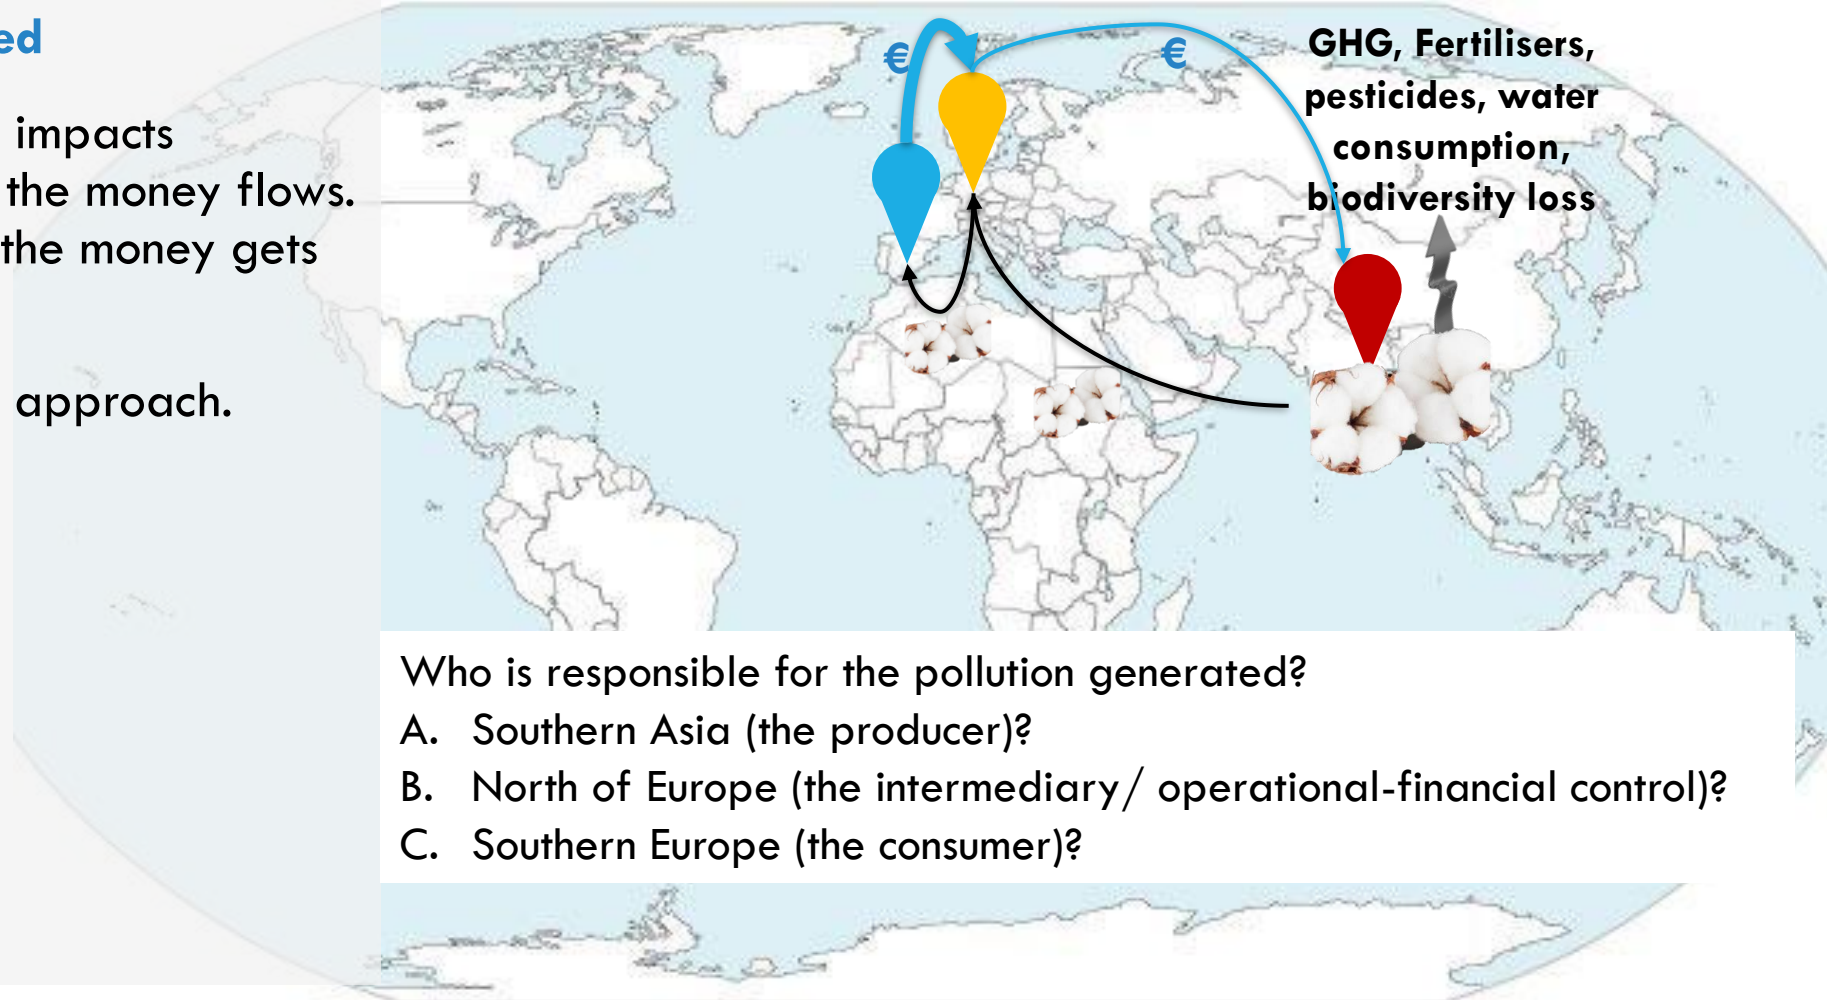 ed
impacts
the money flows.
the money gets
approach.
€
€
GHG, Fertilisers,
pesticides, water
consumption,
biodiversity loss
Who is responsible for the pollution generated?
A. Southern Asia (the producer)?
B. North of Europe (the intermediary/ operational-financial control)?
C. Southern Europe (the consumer)?